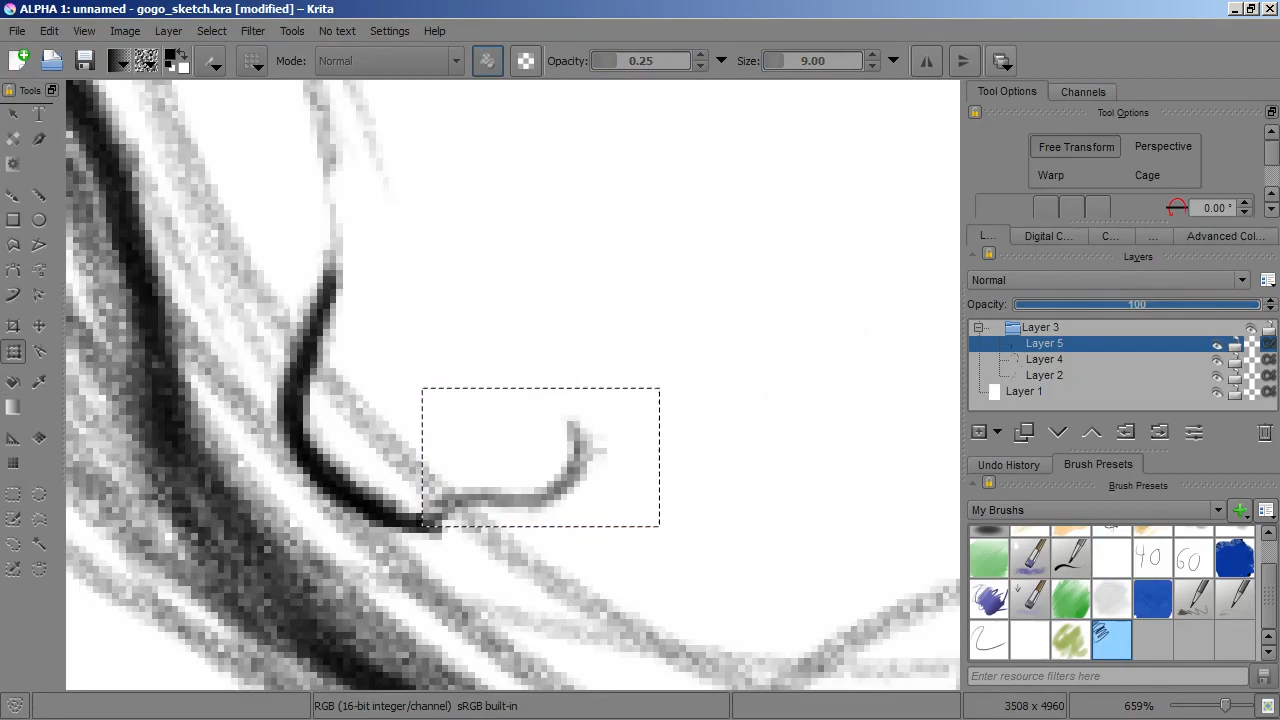 ALPHA 1: unnamed - gogo_sketch.kra [modified] – Krita
File Edit View Image Layer Select Filter Tools No text Settings Help
Mode: Normal Opacity: 0.25 Size: 9.00
Tools
Tool Options Channels
Tool Options
Free Transform Perspective
Warp Cage
0.00 °
L... Digital C... C... ... Advanced Col...
Layers
Normal
Opacity: 100
Layer 3
Layer 5
Layer 4
Layer 2
Layer 1
Undo History Brush Presets
Brush Presets
My Brushes
40 60
Enter resource filters here
RGB (16-bit integer/channel) sRGB built-in 3508 x 4960 659%